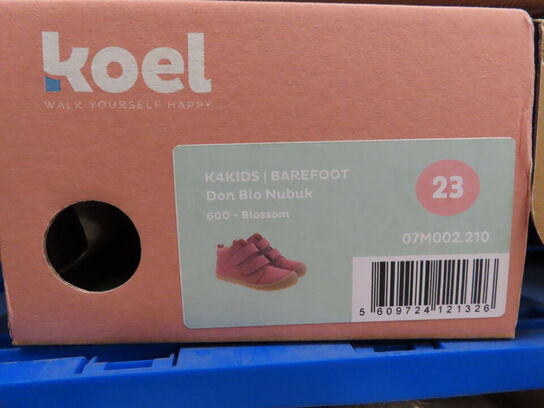 koel
WALK YOURSELF HAPPY
K4KIDS | BAREFOOT
Don Bio Nubuk
600 - Blossom
23
07M002.210
5 609724 121326